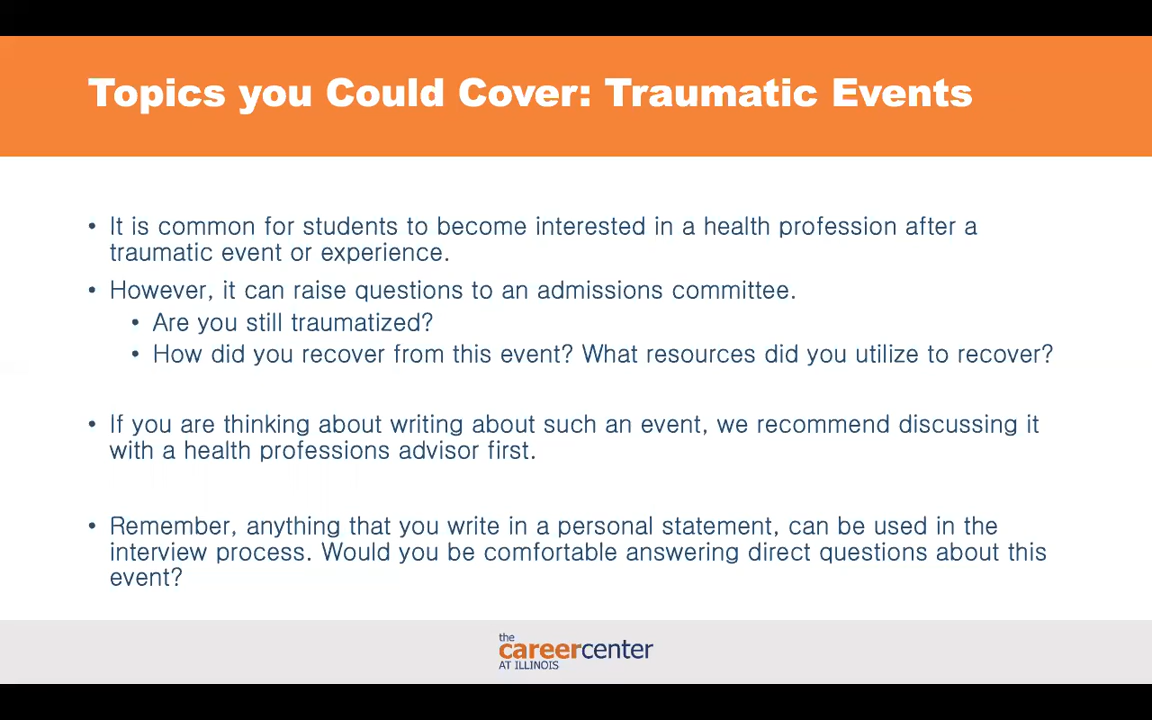 Topics you Could Cover: Traumatic Events
• It is common for students to become interested in a health profession after a
traumatic event or experience.
• However, it can raise questions to an admissions committee.
• Are you still traumatized?
• How did you recover from this event? What resources did you utilize to recover?
• If you are thinking about writing about such an event, we recommend discussing it
with a health professions advisor first.
• Remember, anything that you write in a personal statement, can be used in the
interview process. Would you be comfortable answering direct questions about this
event?
the
careercenter
AT ILLINOIS